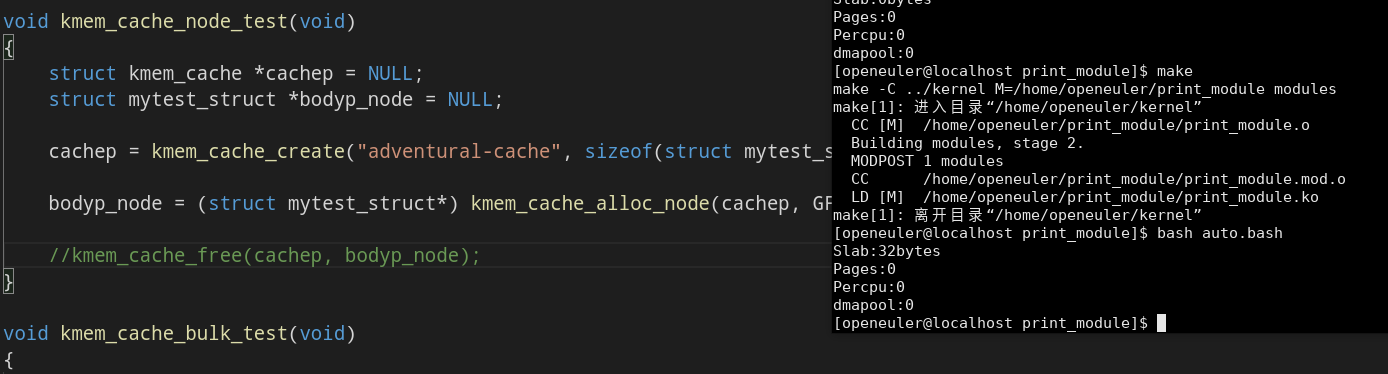 void kmem_cache_node_test(void)
{
    struct kmem_cache *cachep = NULL;
    struct mytest_struct *bodyp_node = NULL;

    cachep = kmem_cache_create("adventural-cache", sizeof(struct mytest_s

    bodyp_node = (struct mytest_struct*) kmem_cache_alloc_node(cachep, GF

    //kmem_cache_free(cachep, bodyp_node);
}

void kmem_cache_bulk_test(void)
{
Slab:0bytes
Pages:0
Percpu:0
dmapool:0
[openeuler@localhost print_module]$ make
make -C ../kernel M=/home/openeuler/print_module modules
make[1]: 进入目录“/home/openeuler/kernel”
  CC [M]  /home/openeuler/print_module/print_module.o
  Building modules, stage 2.
  MODPOST 1 modules
  CC      /home/openeuler/print_module/print_module.mod.o
  LD [M]  /home/openeuler/print_module/print_module.ko
make[1]: 离开目录“/home/openeuler/kernel”
[openeuler@localhost print_module]$ bash auto.bash
Slab:32bytes
Pages:0
Percpu:0
dmapool:0
[openeuler@localhost print_module]$